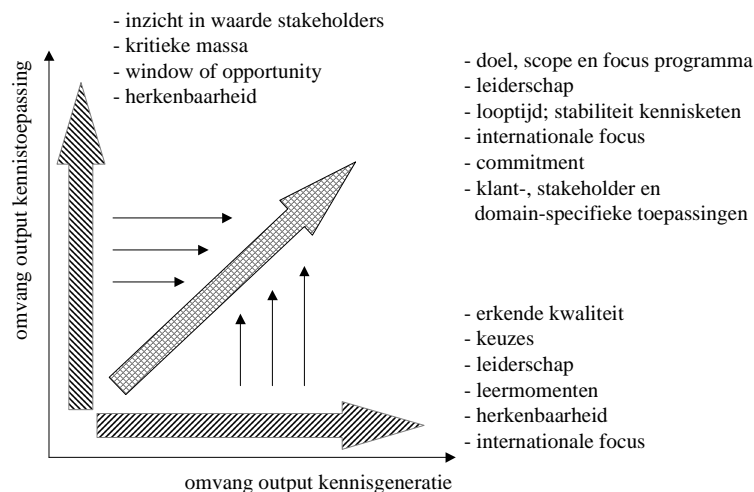 - inzicht in waarde stakeholders
- kritieke massa
- window of opportunity
- herkenbaarheid
- doel, scope en focus programma
- leiderschap
- looptijd; stabiliteit kennisketen
- internationale focus
- commitment
- klant-, stakeholder en
domain-specifieke toepassingen
omvang output kennistoepassing
- erkende kwaliteit
- keuzes
- leiderschap
- leermomenten
- herkenbaarheid
- internationale focus
omvang output kennisgeneratie